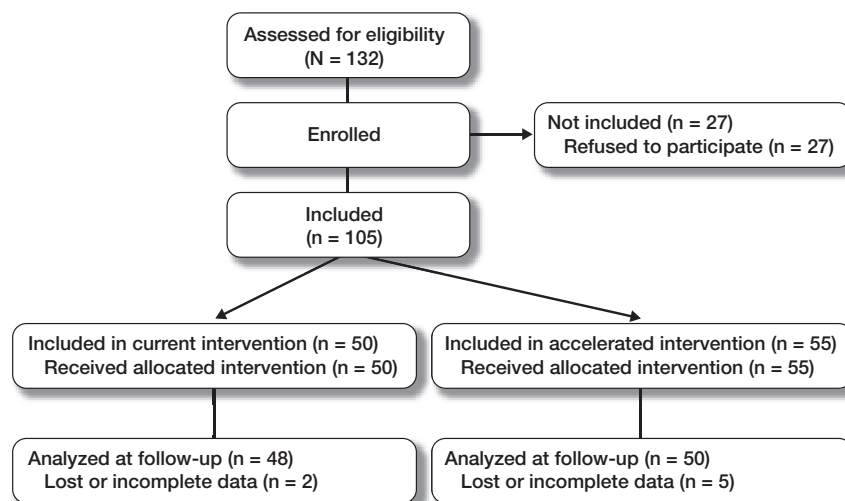 Assessed for eligibility
(N = 132)
Enrolled
Not included (n = 27)
Refused to participate (n = 27)
Included
(n = 105)
Included in current intervention (n = 50)
Received allocated intervention (n = 50)
Included in accelerated intervention (n = 55)
Received allocated intervention (n = 55)
Analyzed at follow-up (n = 48)
Lost or incomplete data (n = 2)
Analyzed at follow-up (n = 50)
Lost or incomplete data (n = 5)